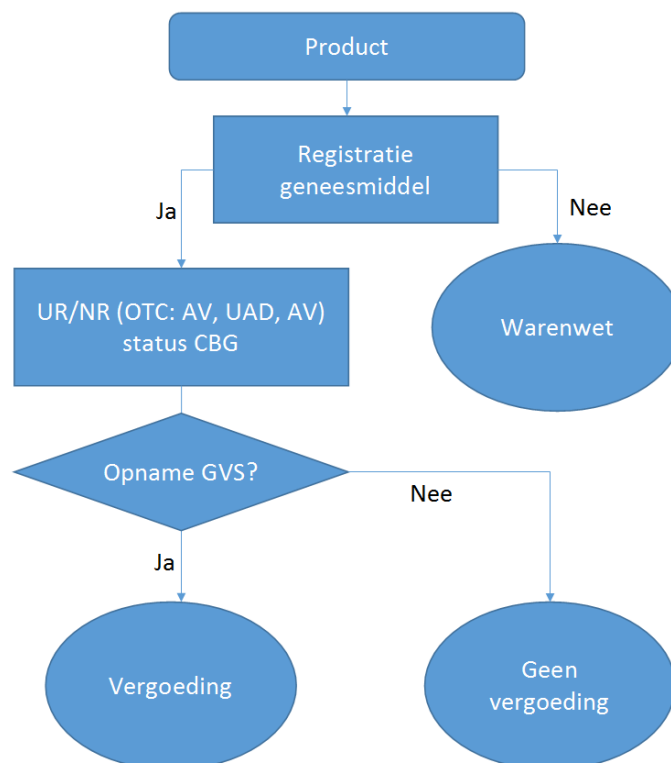 Product
Registratie
geneesmiddel
Ja
Nee
UR/NR (OTC: AV, UAD, AV)
status CBG
Warenwet
Opname GVS?
Nee
Ja
Vergoeding
Geen
vergoeding